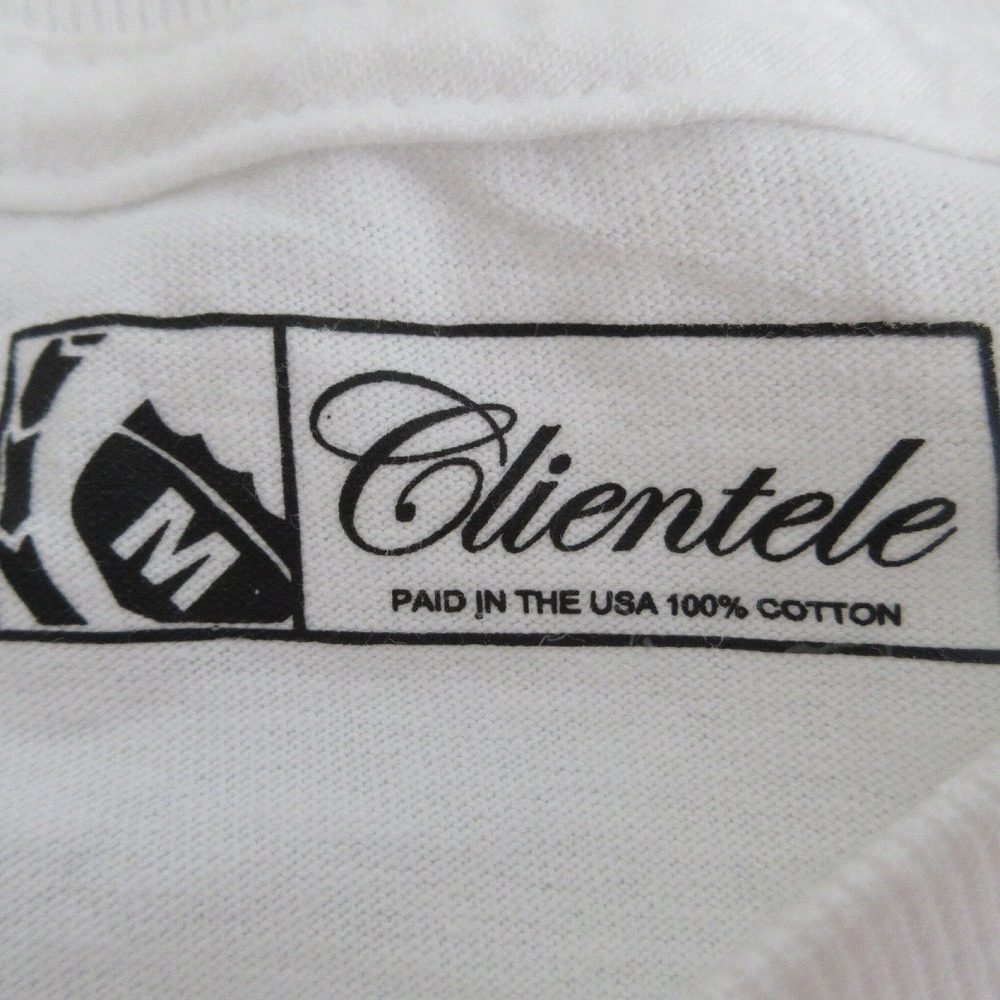 M
Clientele
PAID IN THE USA 100% COTTON